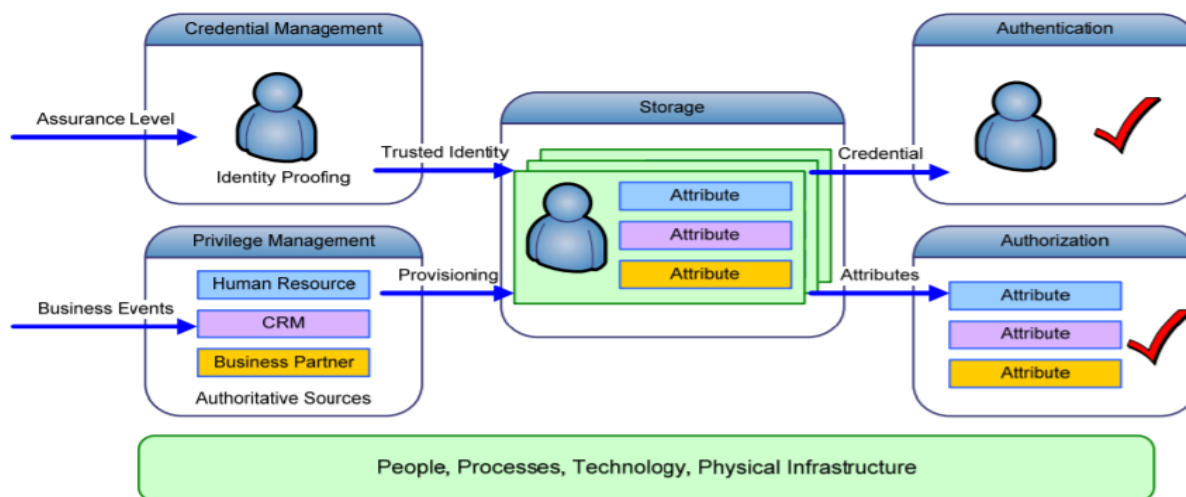 Credential Management
Assurance Level
Identity Proofing
Trusted Identity
Privilege Management
Business Events
Human Resource
CRM
Business Partner
Authoritative Sources
Provisioning
Storage
Attribute
Attribute
Attribute
Credential
Attributes
Authentication
Authorization
Attribute
Attribute
Attribute
People, Processes, Technology, Physical Infrastructure